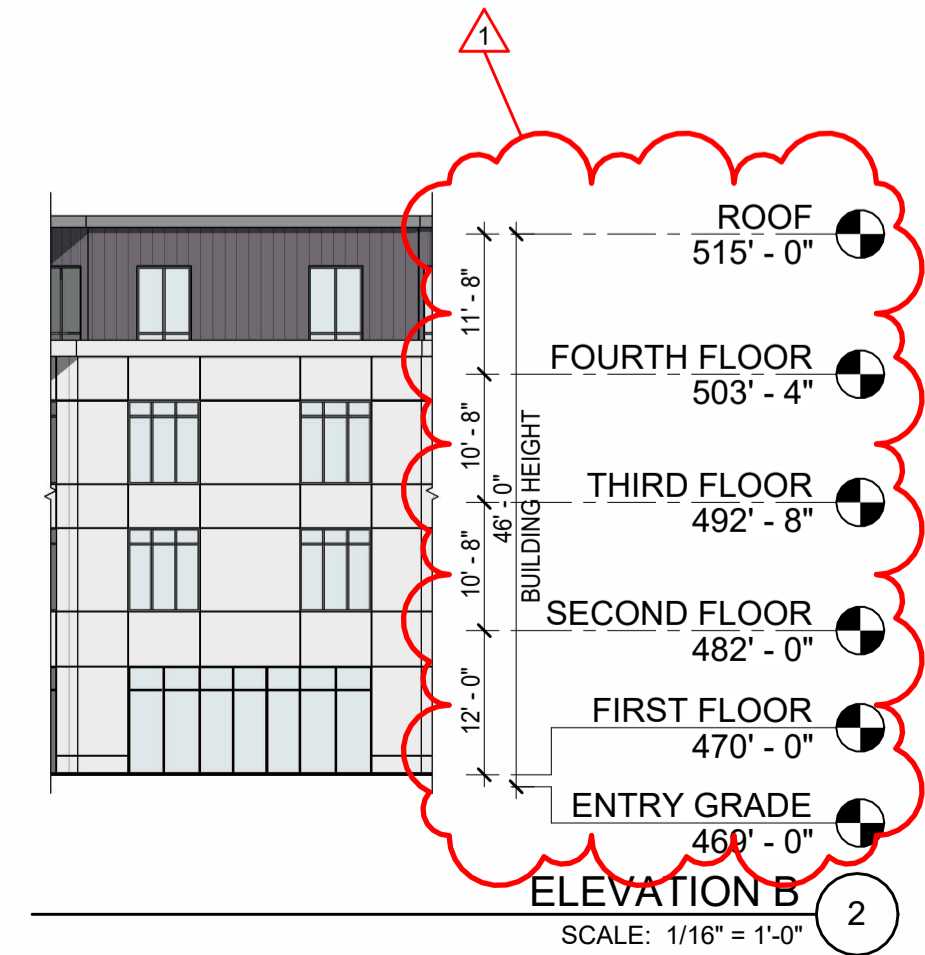 1
ROOF
515' - 0"
11' - 8"
FOURTH FLOOR
503' - 4"
10' - 8"
THIRD FLOOR
492' - 8"
46' - 0"
BUILDING HEIGHT
10' - 8"
SECOND FLOOR
482' - 0"
12' - 0"
FIRST FLOOR
470' - 0"
ENTRY GRADE
469' - 0"
ELEVATION B
2
SCALE: 1/16" = 1'-0"